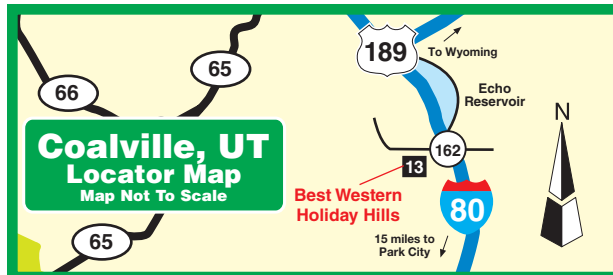 66
65
Coalville, UT
Locator Map
Map Not To Scale
65
189
To Wyoming
Echo
Reservoir
162
13
Best Western
Holiday Hills
80
15 miles to
Park City
N